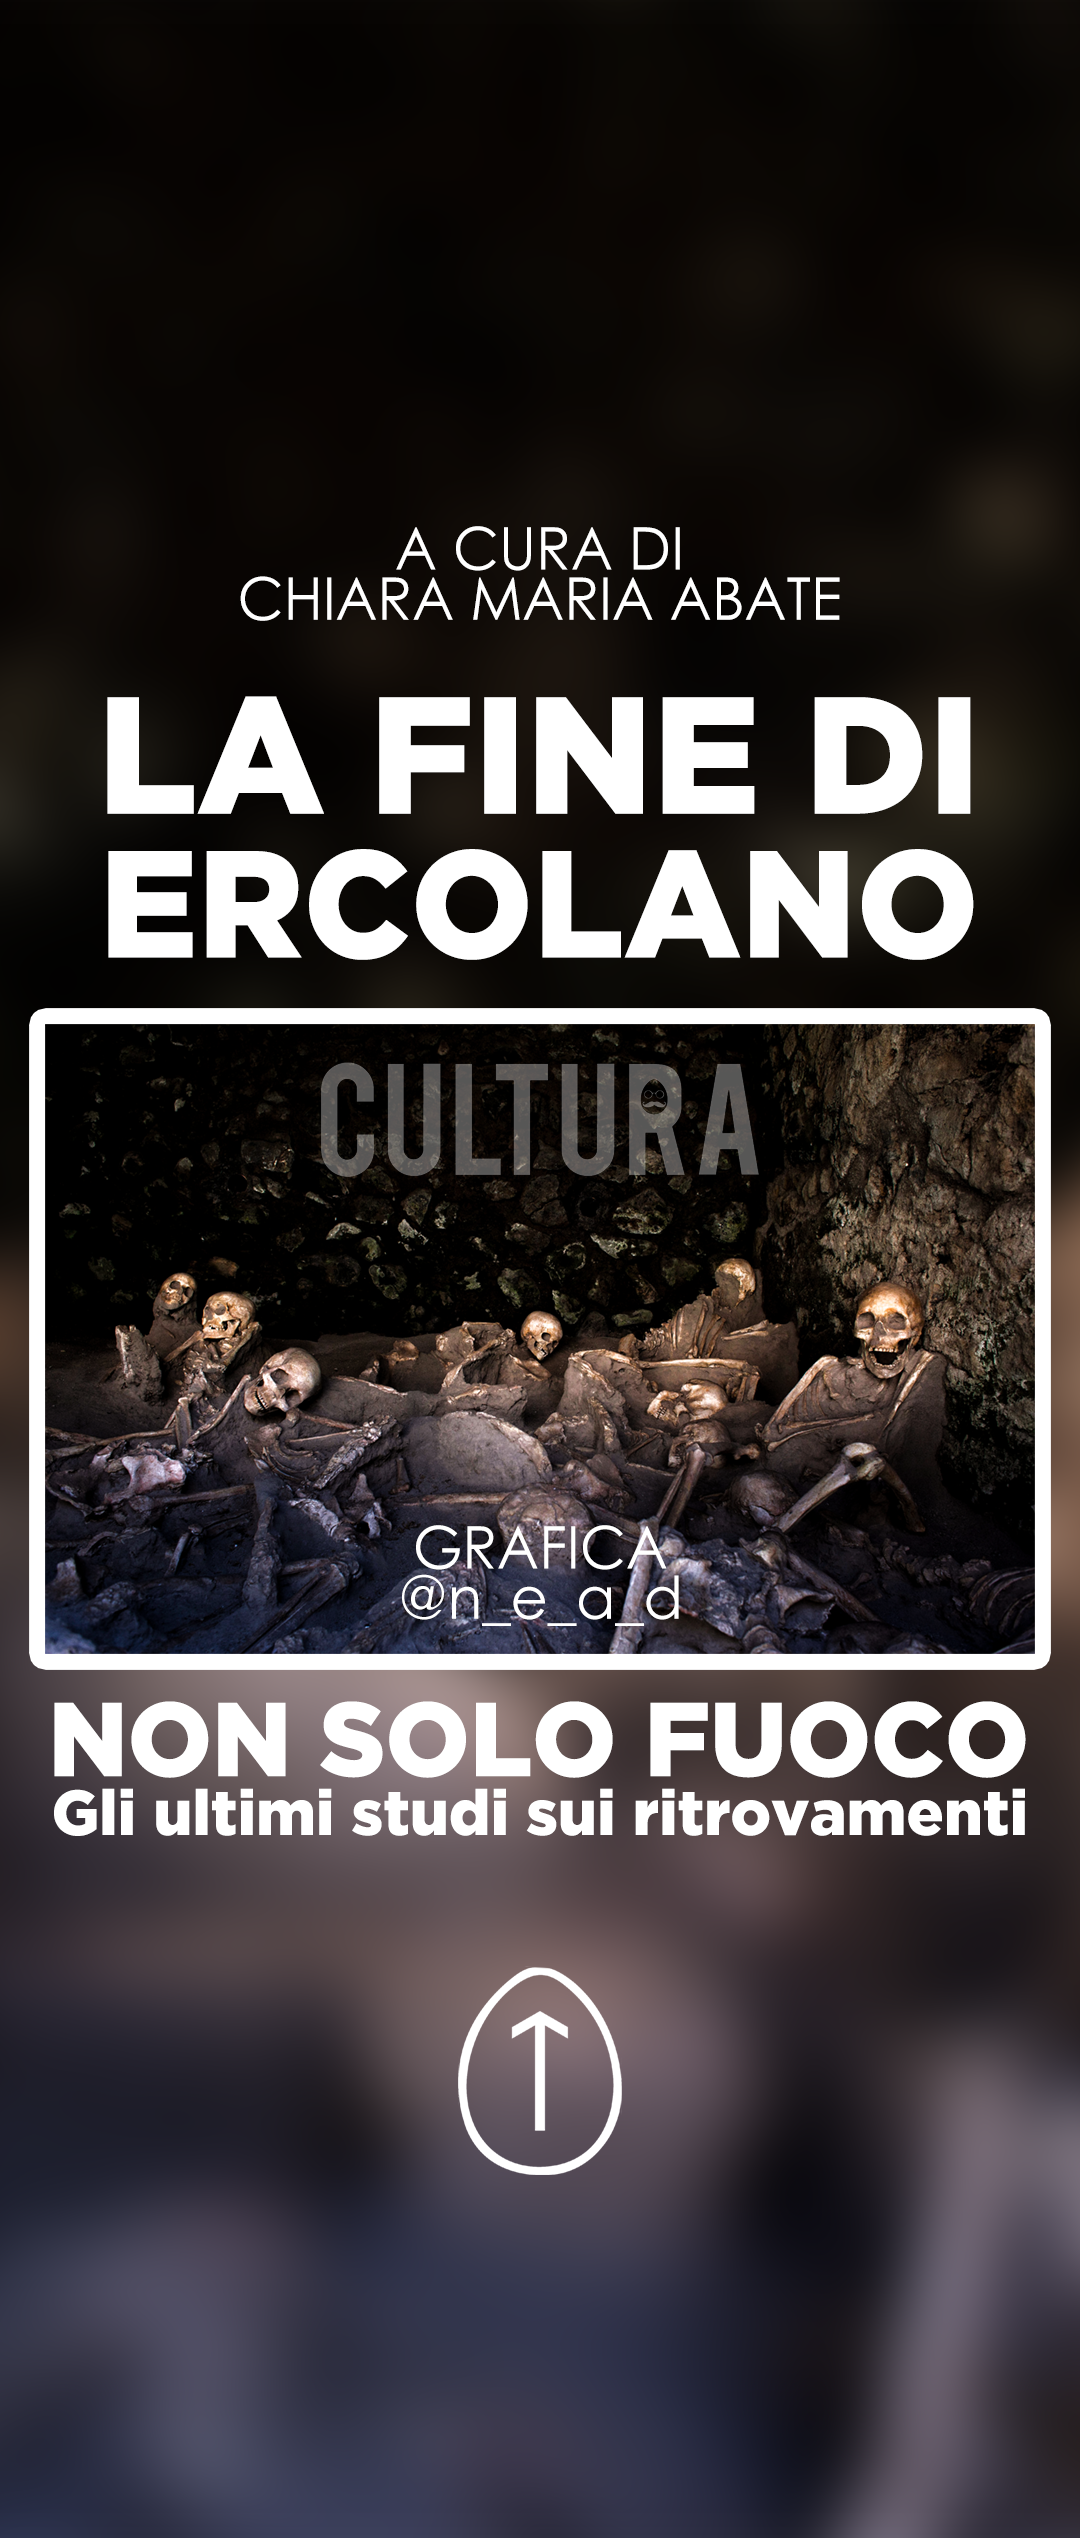 A CURA DI
CHIARA MARIA ABATE
LA FINE DI
ERCOLANO
CULTURA
GRAFICA
@n_e_a_d
NON SOLO FUOCO
Gli ultimi studi sui ritrovamenti